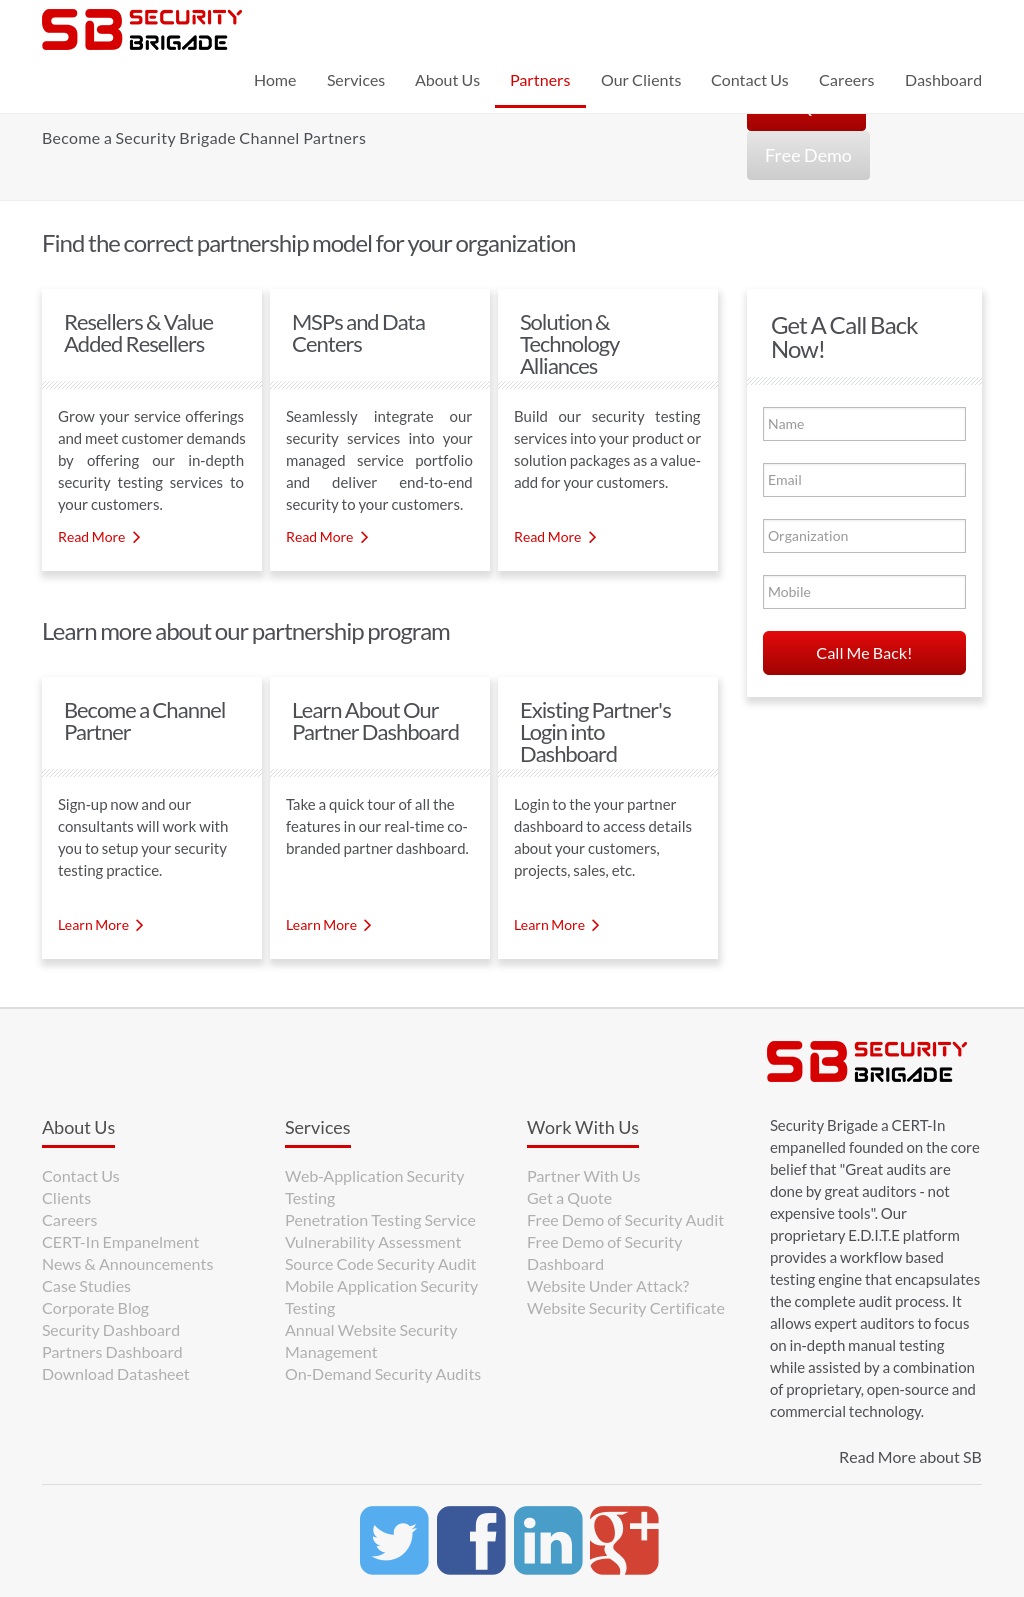 SB SECURITY
BRIGADE
Home Services About Us Partners Our Clients Contact Us Careers Dashboard
Become a Security Brigade Channel Partners
Free Demo
Find the correct partnership model for your organization
Resellers & Value
Added Resellers
Grow your service offerings
and meet customer demands
by offering our in-depth
security testing services to
your customers.
Read More
MSPs and Data
Centers
Seamlessly integrate our
security services into your
managed service portfolio
and deliver end-to-end
security to your customers.
Read More
Solution &
Technology
Alliances
Build our security testing
services into your product or
solution packages as a value-
add for your customers.
Read More
Get A Call Back
Now!
Name
Email
Organization
Mobile
Call Me Back!
Learn more about our partnership program
Become a Channel
Partner
Sign-up now and our
consultants will work with
you to setup your security
testing practice.
Learn More
Learn About Our
Partner Dashboard
Take a quick tour of all the
features in our real-time co-
branded partner dashboard.
Learn More
Existing Partner's
Login into
Dashboard
Login to the your partner
dashboard to access details
about your customers,
projects, sales, etc.
Learn More
About Us
Contact Us
Clients
Careers
CERT-In Empanelment
News & Announcements
Case Studies
Corporate Blog
Security Dashboard
Partners Dashboard
Download Datasheet
Services
Web-Application Security
Testing
Penetration Testing Service
Vulnerability Assessment
Source Code Security Audit
Mobile Application Security
Testing
Annual Website Security
Management
On-Demand Security Audits
Work With Us
Partner With Us
Get a Quote
Free Demo of Security Audit
Free Demo of Security
Dashboard
Website Under Attack?
Website Security Certificate
SB SECURITY
BRIGADE
Security Brigade a CERT-In
empanelled founded on the core
belief that "Great audits are
done by great auditors - not
expensive tools". Our
proprietary E.D.I.T.E platform
provides a workflow based
testing engine that encapsulates
the complete audit process. It
allows expert auditors to focus
on in-depth manual testing
while assisted by a combination
of proprietary, open-source and
commercial technology.
Read More about SB
f in g+